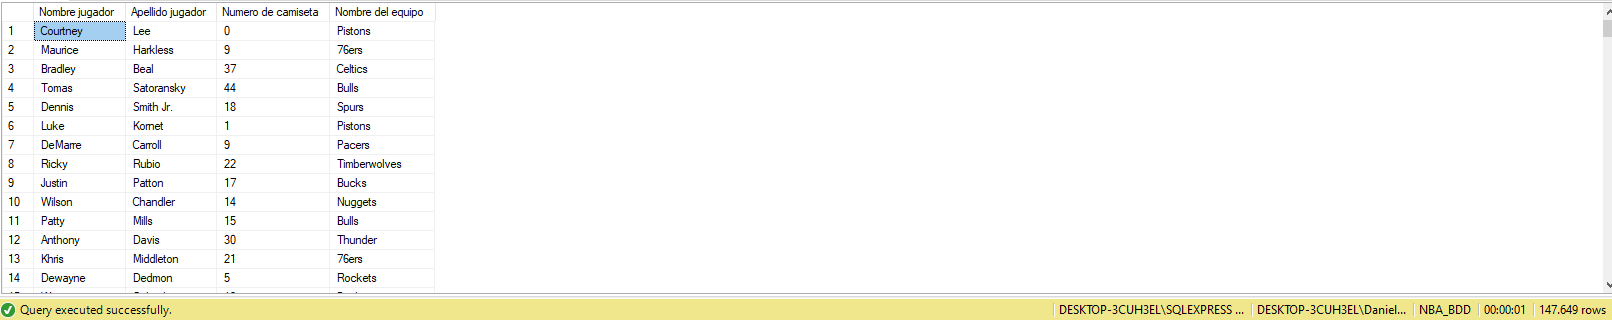 Nombre jugador Apellido jugador Numero de camiseta Nombre del equipo
1 Courtney Lee 0 Pistons
2 Maurice Harkless 9 76ers
3 Bradley Beal 37 Celtics
4 Tomas Satoransky 44 Bulls
5 Dennis Smith Jr. 18 Spurs
6 Luke Kornet 1 Pistons
7 DeMarre Carroll 9 Pacers
8 Ricky Rubio 22 Timberwolves
9 Justin Patton 17 Bucks
10 Wilson Chandler 14 Nuggets
11 Patty Mills 15 Bulls
12 Anthony Davis 30 Thunder
13 Khris Middleton 21 76ers
14 Dewayne Dedmon 5 Rockets
Query executed successfully. DESKTOP-3CUH3EL\SQLEXPRESS ... DESKTOP-3CUH3EL\Daniel... NBA_BDD 00:00:01 147.649 rows